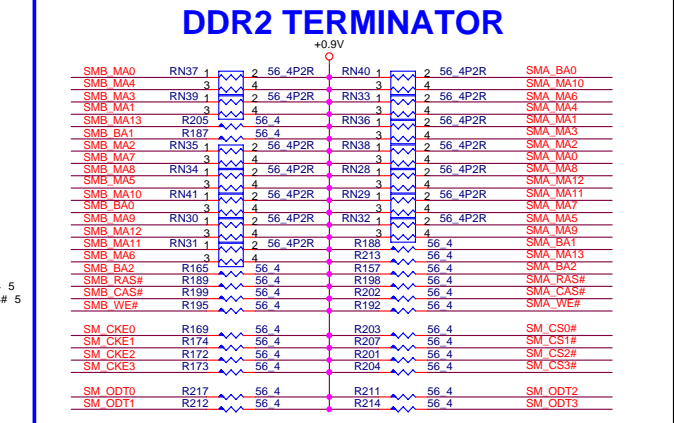 DDR2 TERMINATOR
+0.9V
SMB_MA0 RN37 1 2 56_4P2R RN40 1 2 56_4P2R SMA_BA0
SMB_MA4 3 4 3 4 SMA_MA10
SMB_MA3 RN39 1 2 56_4P2R RN33 1 2 56_4P2R SMA_MA6
SMB_MA1 3 4 3 4 SMA_MA4
SMB_MA13 R205 56_4 RN36 1 2 56_4P2R SMA_MA1
SMB_BA1 R187 56_4 3 4 SMA_MA3
SMB_MA2 RN35 1 2 56_4P2R RN38 1 2 56_4P2R SMA_MA2
SMB_MA7 3 4 3 4 SMA_MA0
SMB_MA8 RN34 1 2 56_4P2R RN28 1 2 56_4P2R SMA_MA8
SMB_MA5 3 4 3 4 SMA_MA12
SMB_MA10 RN41 1 2 56_4P2R RN29 1 2 56_4P2R SMA_MA11
SMB_BA0 3 4 3 4 SMA_MA7
SMB_MA9 RN30 1 2 56_4P2R RN32 1 2 56_4P2R SMA_MA5
SMB_MA12 3 4 3 4 SMA_MA9
SMB_MA11 RN31 1 2 56_4P2R R188 56_4 SMA_BA1
SMB_MA6 3 4 R213 56_4 SMA_MA13
SMB_BA2 R165 56_4 R157 56_4 SMA_BA2
SMB_RAS# R189 56_4 R198 56_4 SMA_RAS#
5
SMB_CAS# R199 56_4 R202 56_4 SMA_CAS#
# 5
SMB_WE# R195 56_4 R192 56_4 SMA_WE#
SM_CKE0 R169 56_4 R203 56_4 SM_CS0#
SM_CKE1 R174 56_4 R207 56_4 SM_CS1#
SM_CKE2 R172 56_4 R201 56_4 SM_CS2#
SM_CKE3 R173 56_4 R204 56_4 SM_CS3#
SM_ODT0 R217 56_4 R211 56_4 SM_ODT2
SM_ODT1 R212 56_4 R214 56_4 SM_ODT3